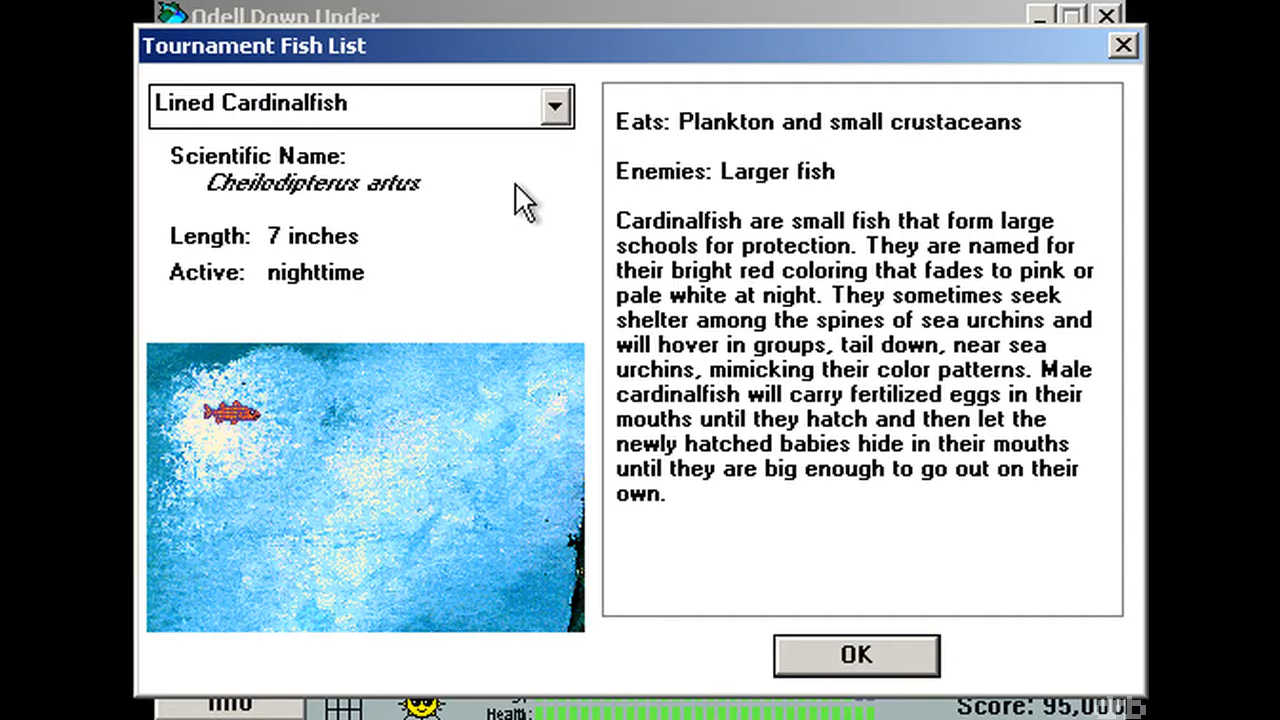 Odell Down Under
Tournament Fish List
Lined Cardinalfish
Scientific Name:
Cheilodipterus artus
Length: 7 inches
Active: nighttime
Eats: Plankton and small crustaceans
Enemies: Larger fish
Cardinalfish are small fish that form large
schools for protection. They are named for
their bright red coloring that fades to pink or
pale white at night. They sometimes seek
shelter among the spines of sea urchins and
will hover in groups, tail down, near sea
urchins, mimicking their color patterns. Male
cardinalfish will carry fertilized eggs in their
mouths until they hatch and then let the
newly hatched babies hide in their mouths
until they are big enough to go out on their
own.
OK
Info
Health:
Score: 95,